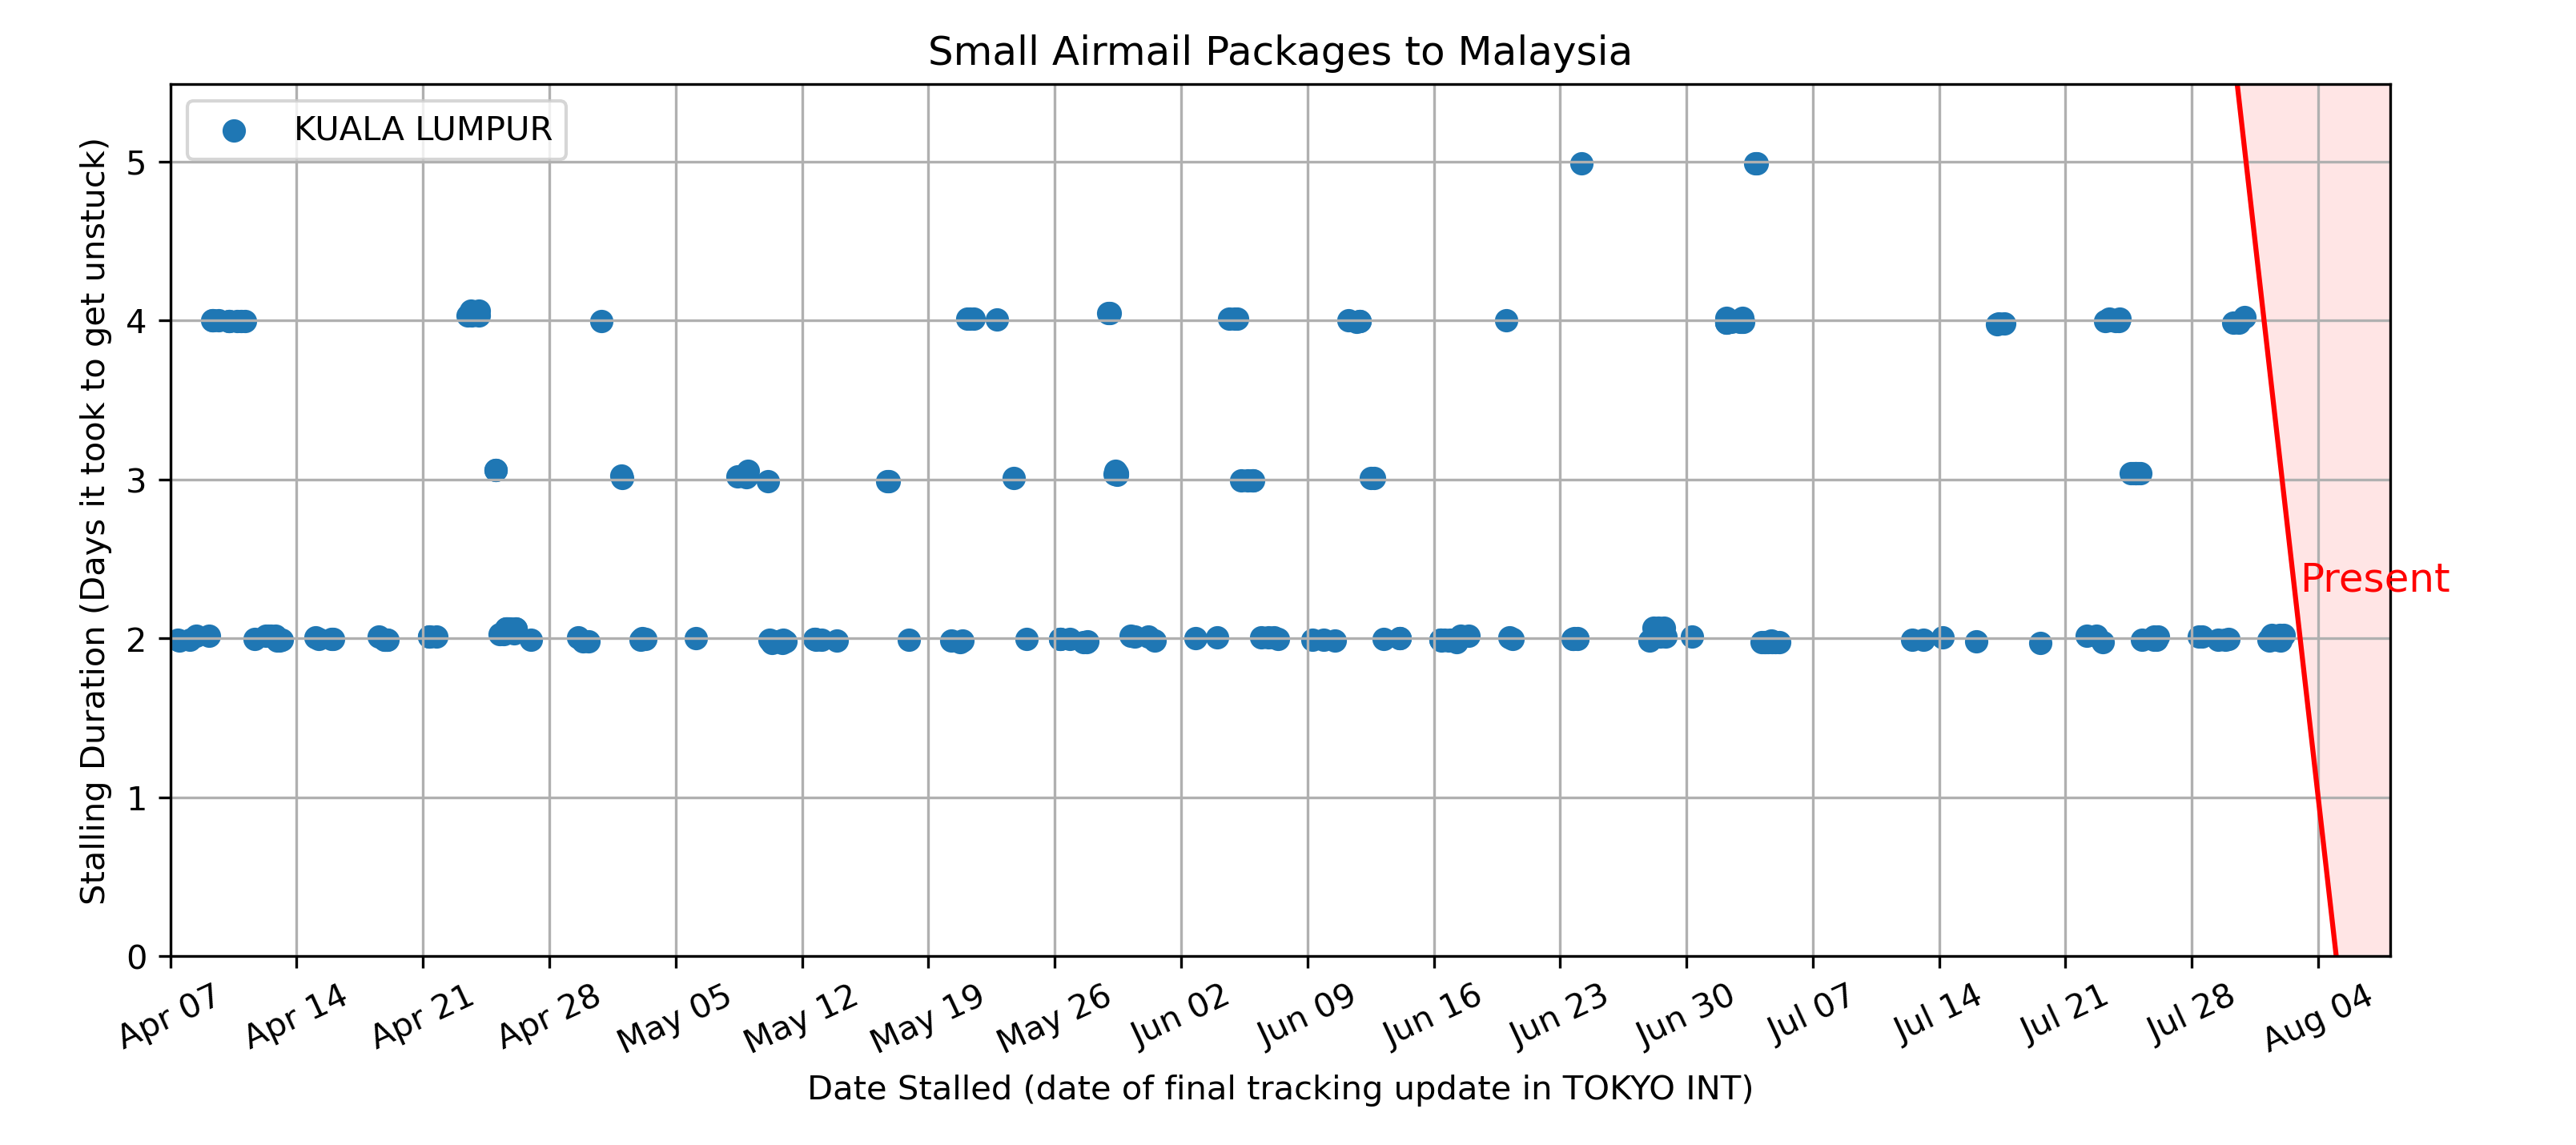 Small Airmail Packages to Malaysia
KUALA LUMPUR
Stalling Duration (Days it took to get unstuck)
5
4
3
2
1
0
Present
Apr 07
Apr 14
Apr 21
Apr 28
May 05
May 12
May 19
May 26
Jun 02
Jun 09
Jun 16
Jun 23
Jun 30
Jul 07
Jul 14
Jul 21
Jul 28
Aug 04
Date Stalled (date of final tracking update in TOKYO INT)